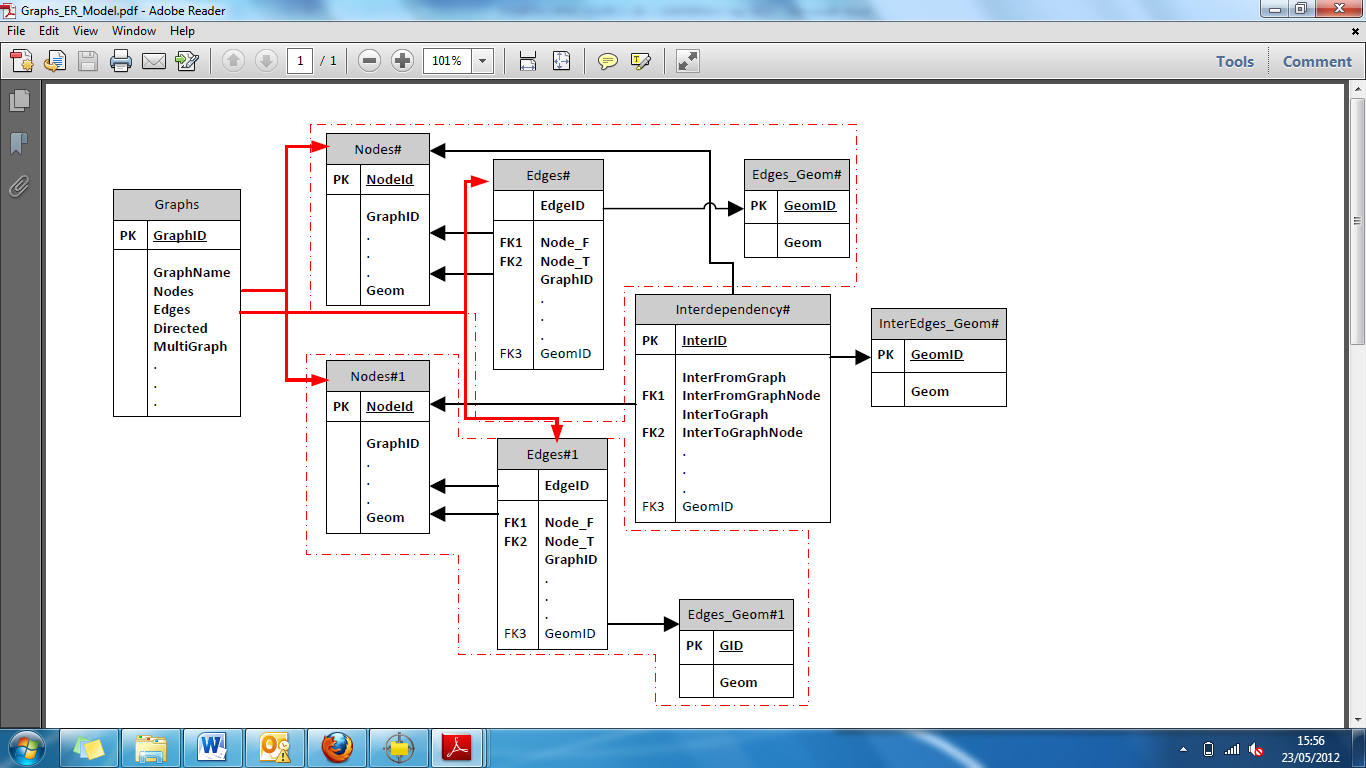 Graphs_ER_Model.pdf - Adobe Reader
File Edit View Window Help
1 / 1 101% Tools Comment
Graphs
PK GraphID
GraphName
Nodes
Edges
Directed
MultiGraph
.
.
.
Nodes#
PK NodeId
GraphID
.
.
.
Geom
Edges#
EdgeID
FK1 Node_F
FK2 Node_T
GraphID
.
.
.
FK3 GeomID
Edges_Geom#
PK GeomID
Geom
Interdependency#
PK InterID
InterFromGraph
FK1 InterFromGraphNode
InterToGraph
FK2 InterToGraphNode
.
.
.
FK3 GeomID
InterEdges_Geom#
PK GeomID
Geom
Nodes#1
PK NodeId
GraphID
.
.
.
Geom
Edges#1
EdgeID
FK1 Node_F
FK2 Node_T
GraphID
.
.
.
FK3 GeomID
Edges_Geom#1
PK GID
Geom
15:56
23/05/2012